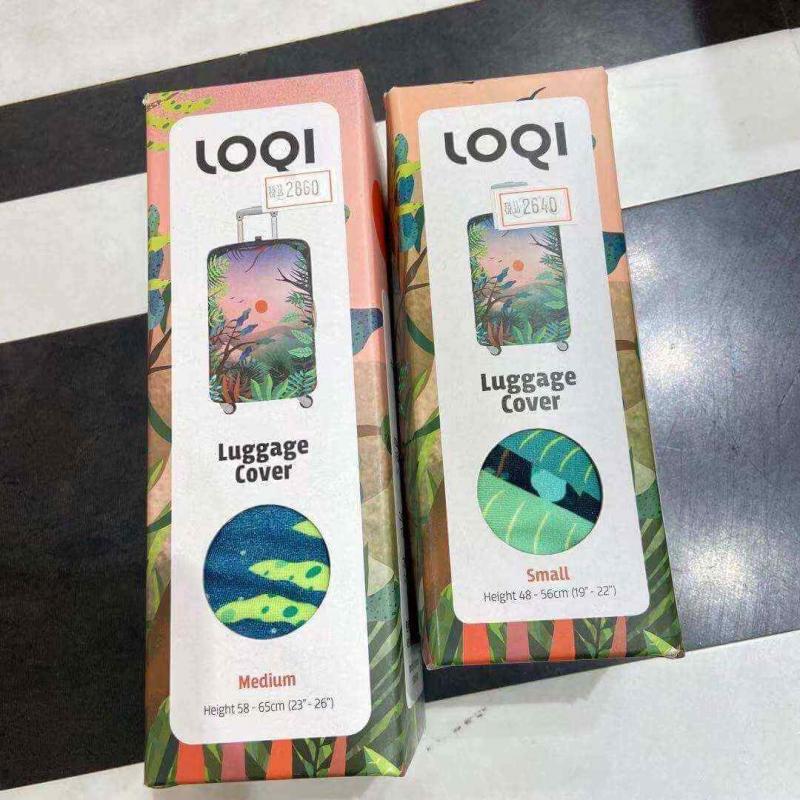 LOQI
2860
Luggage
Cover
Medium
Height 58 - 65cm (23" - 26")
LOQI
2640
Luggage
Cover
Small
Height 48 - 56cm (19" - 22")